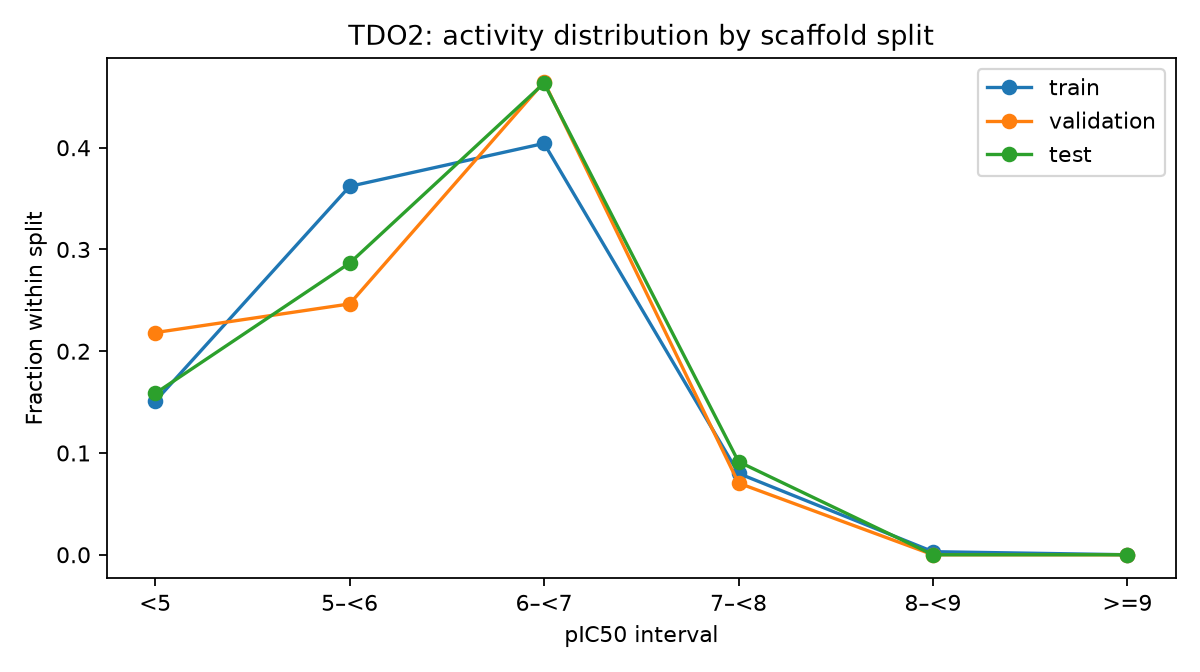 TDO2: activity distribution by scaffold split
train
validation
test
Fraction within split
0.4
0.3
0.2
0.1
0.0
<5
5–<6
6–<7
7–<8
8–<9
>=9
pIC50 interval